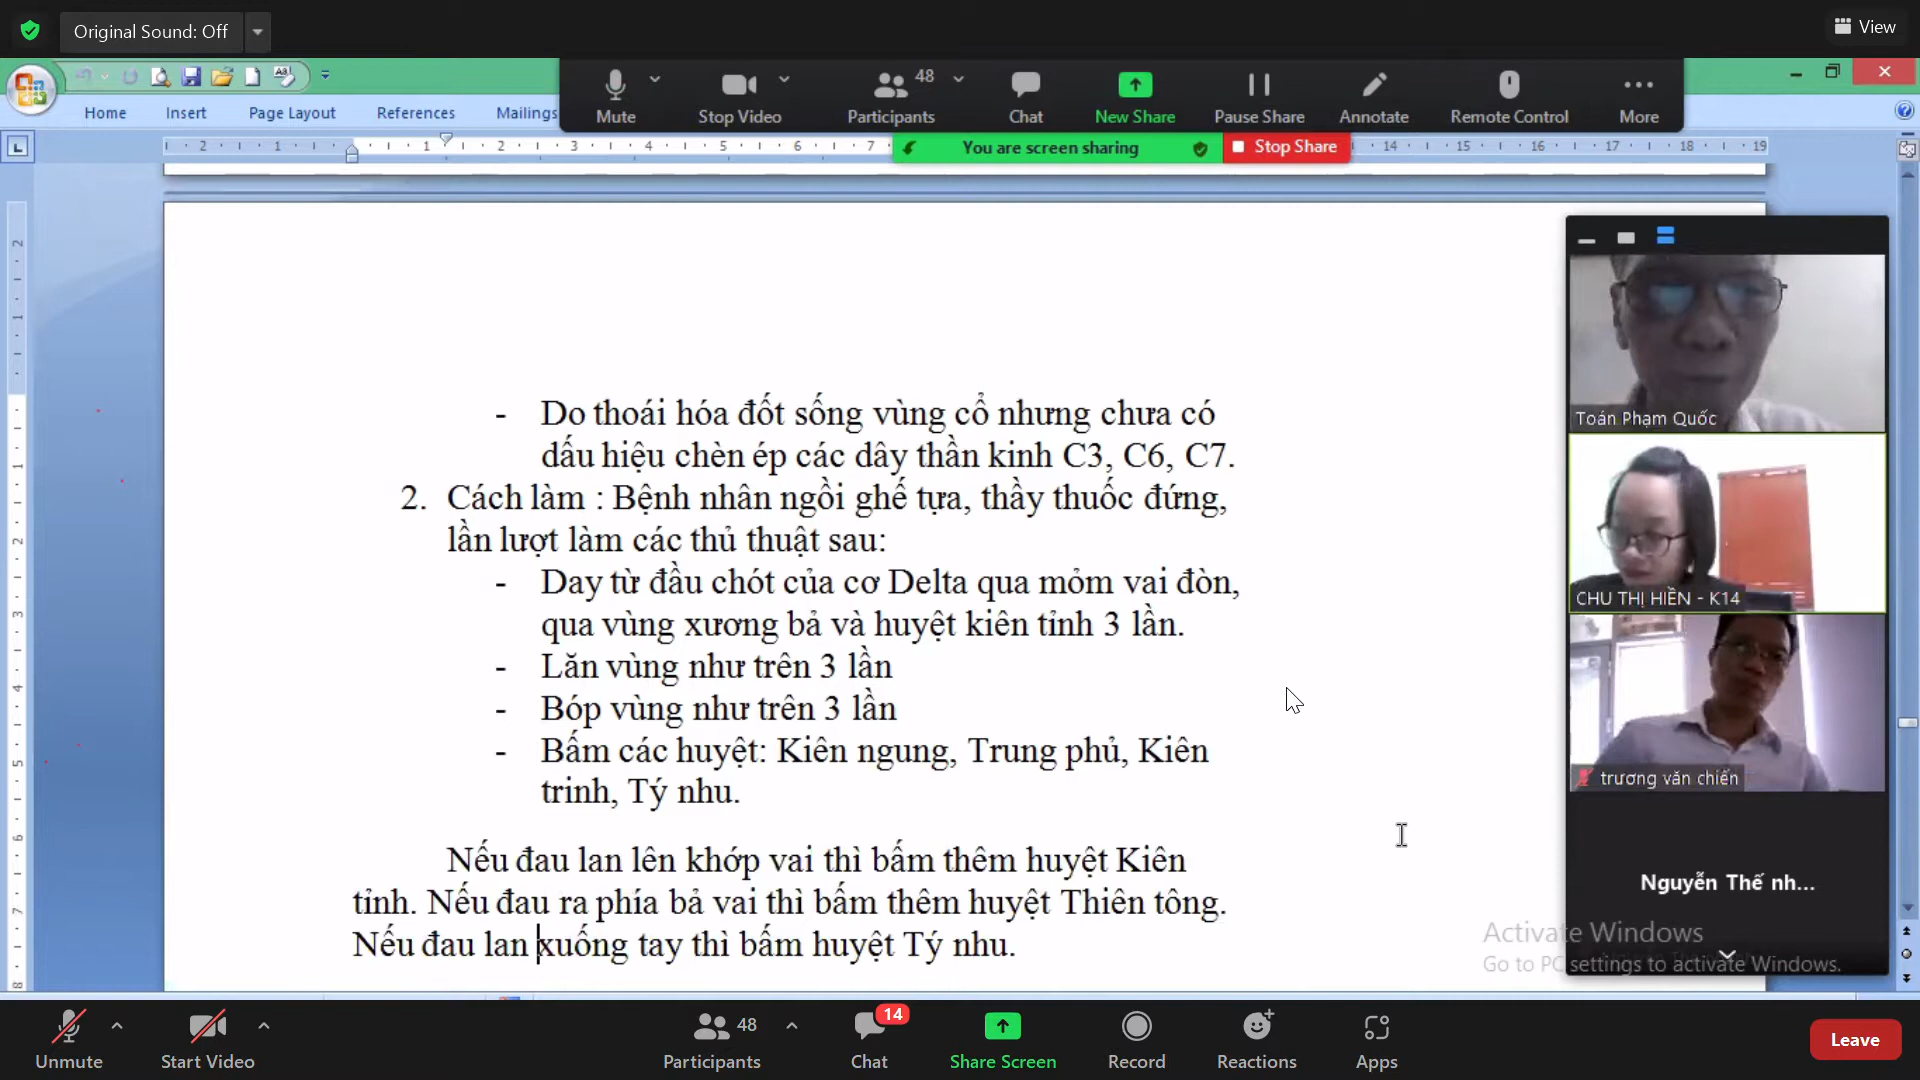 Original Sound: Off
View
48
Home
Insert
Page Layout
References
Mailings
Mute
Stop Video
Participants
Chat
New Share
Pause Share
Annotate
Remote Control
More
You are screen sharing
Stop Share
- Do thoái hóa đốt sống vùng cổ nhưng chưa có
dấu hiệu chèn ép các dây thần kinh C3, C6, C7.
2. Cách làm : Bệnh nhân ngồi ghế tựa, thầy thuốc đứng,
lần lượt làm các thủ thuật sau:
- Day từ đầu chót của cơ Delta qua mỏm vai đòn,
qua vùng xương bả và huyệt kiên tỉnh 3 lần.
- Lăn vùng như trên 3 lần
- Bóp vùng như trên 3 lần
- Bấm các huyệt: Kiên ngung, Trung phủ, Kiên
trinh, Tý nhu.
Nếu đau lan lên khớp vai thì bấm thêm huyệt Kiên
tỉnh. Nếu đau ra phía bả vai thì bấm thêm huyệt Thiên tông.
Nếu đau lan xuống tay thì bấm huyệt Tý nhu.
Toán Phạm Quốc
CHU THỊ HIỀN - K14
trương văn chiến
Nguyễn Thế nh...
Activate Windows
Go to PC settings to activate Windows.
Unmute
Start Video
48
Participants
14
Chat
Share Screen
Record
Reactions
Apps
Leave